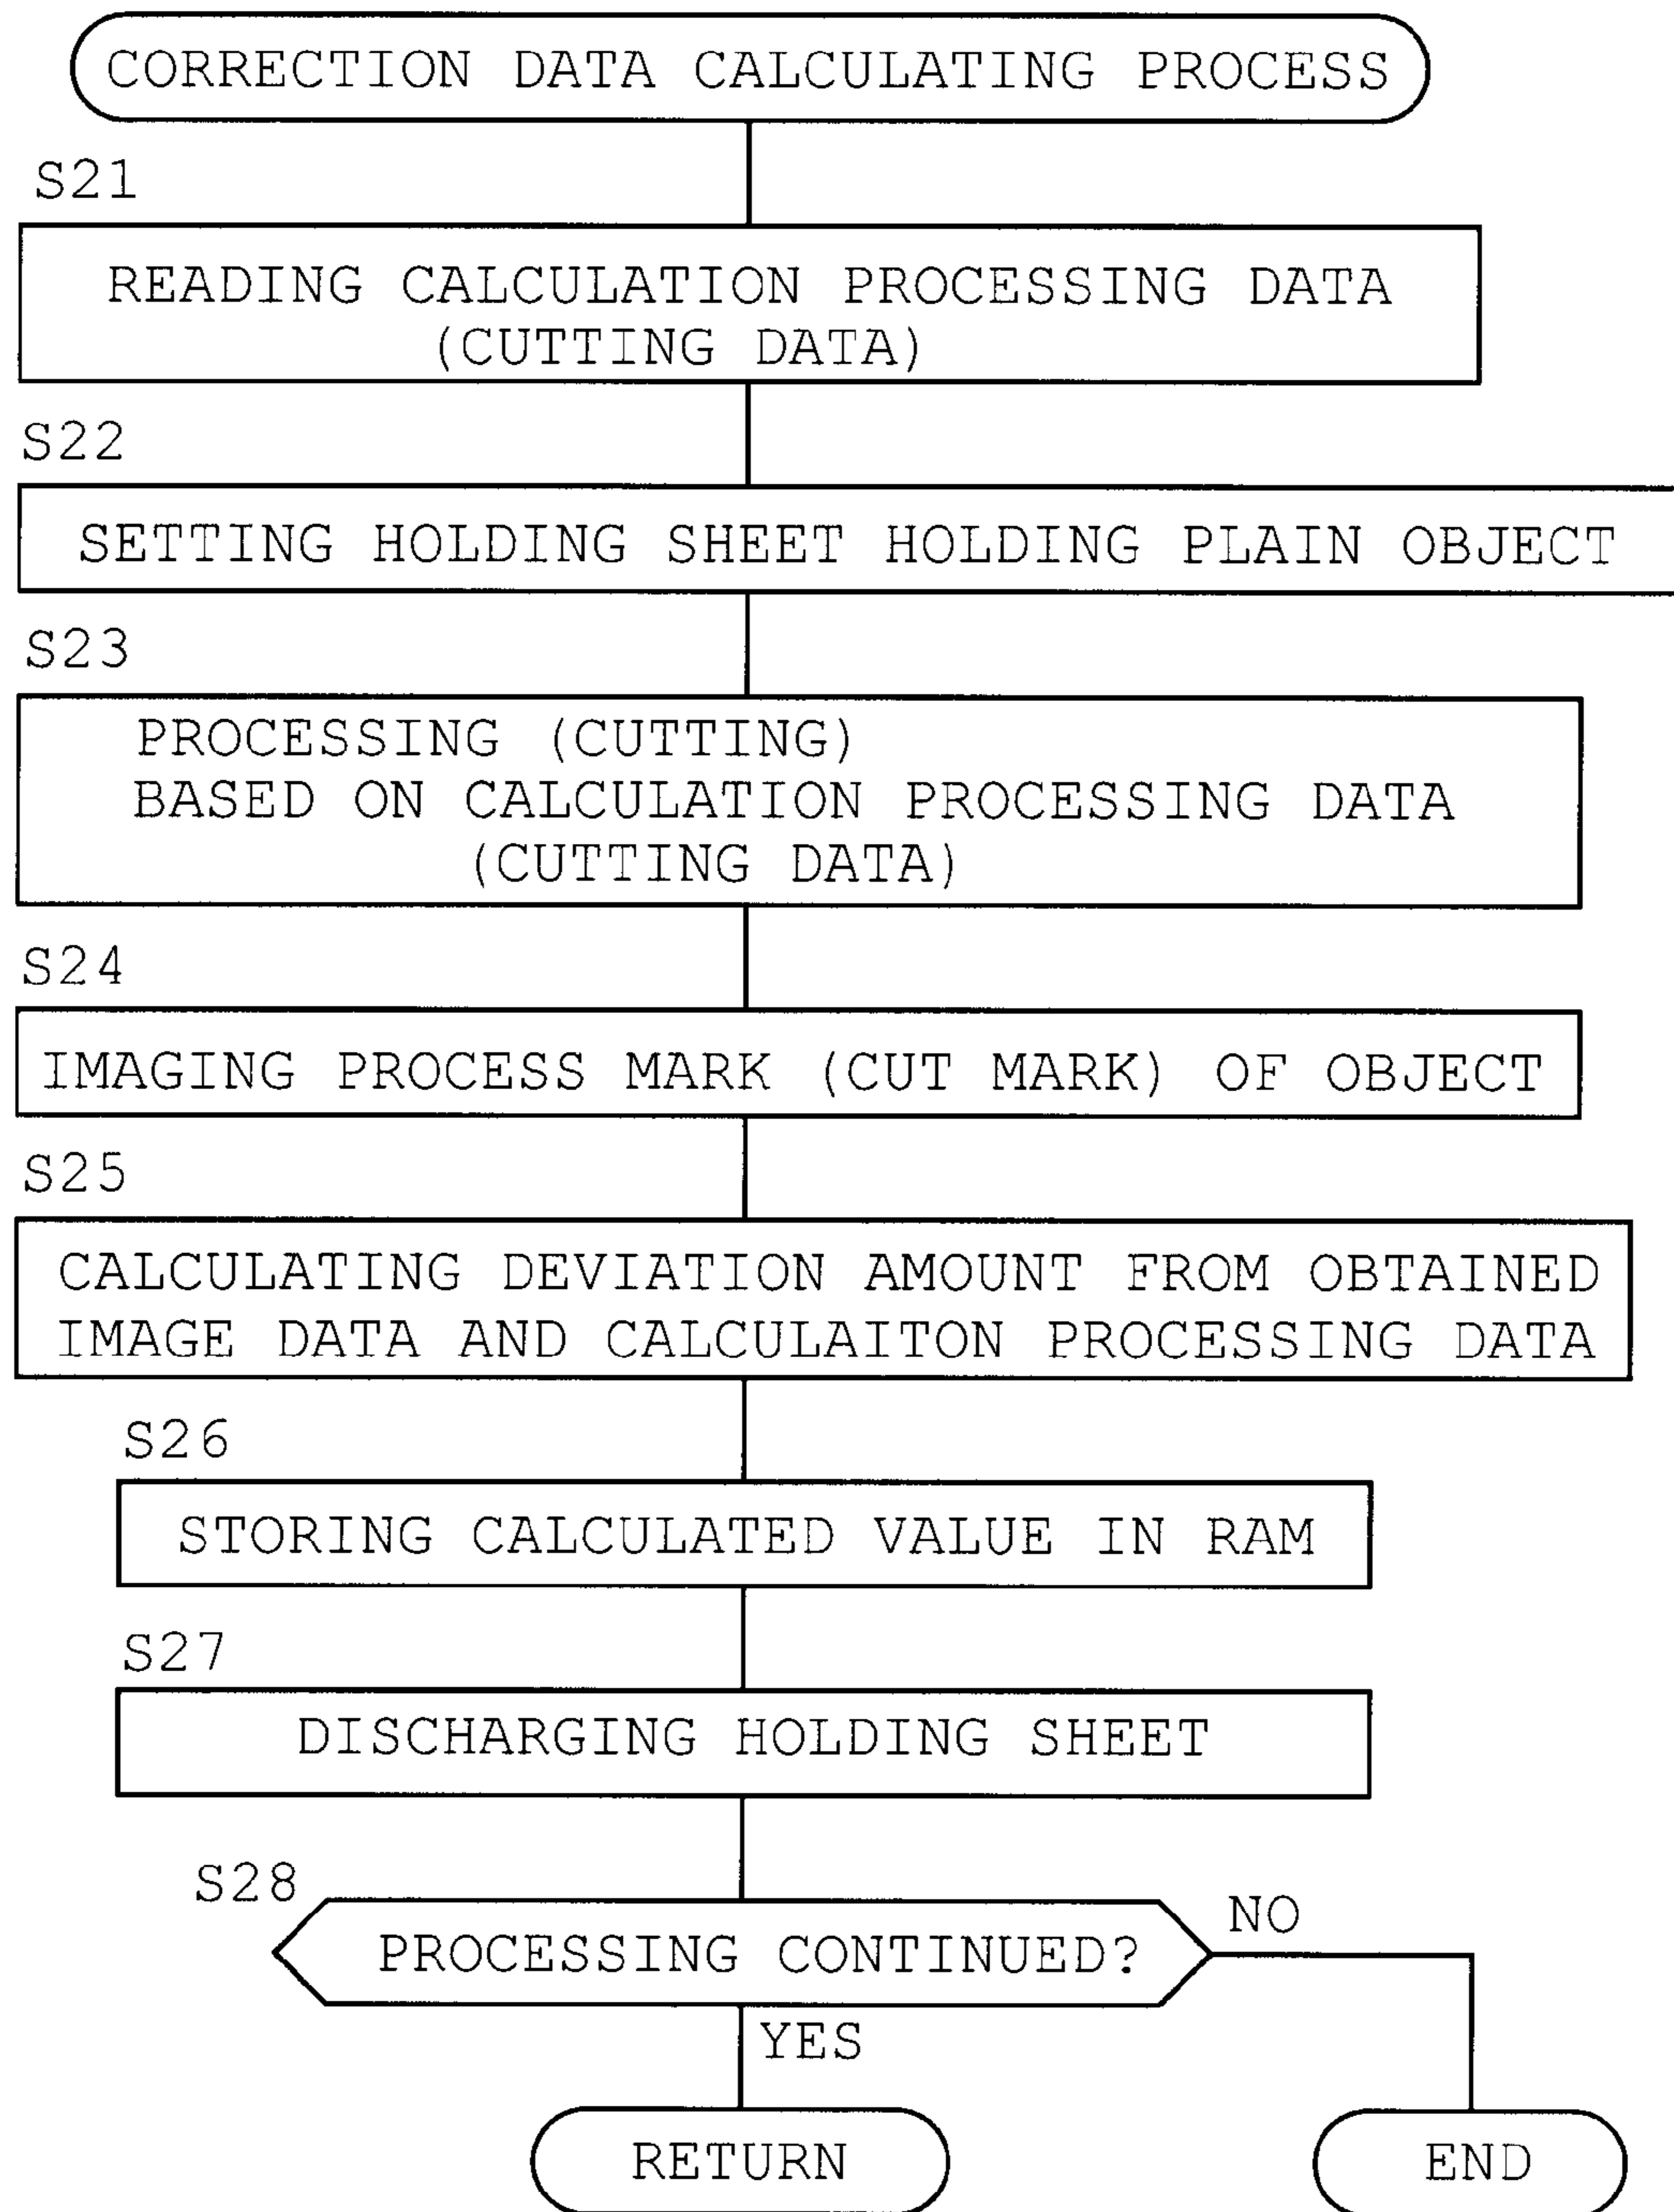 CORRECTION DATA CALCULATING PROCESS
S21
READING CALCULATION PROCESSING DATA
(CUTTING DATA)
S22
SETTING HOLDING SHEET HOLDING PLAIN OBJECT
S23
PROCESSING (CUTTING)
BASED ON CALCULATION PROCESSING DATA
(CUTTING DATA)
S24
IMAGING PROCESS MARK (CUT MARK) OF OBJECT
S25
CALCULATING DEVIATION AMOUNT FROM OBTAINED
IMAGE DATA AND CALCULAITON PROCESSING DATA
S26
STORING CALCULATED VALUE IN RAM
S27
DISCHARGING HOLDING SHEET
S28
PROCESSING CONTINUED?
NO
YES
RETURN
END